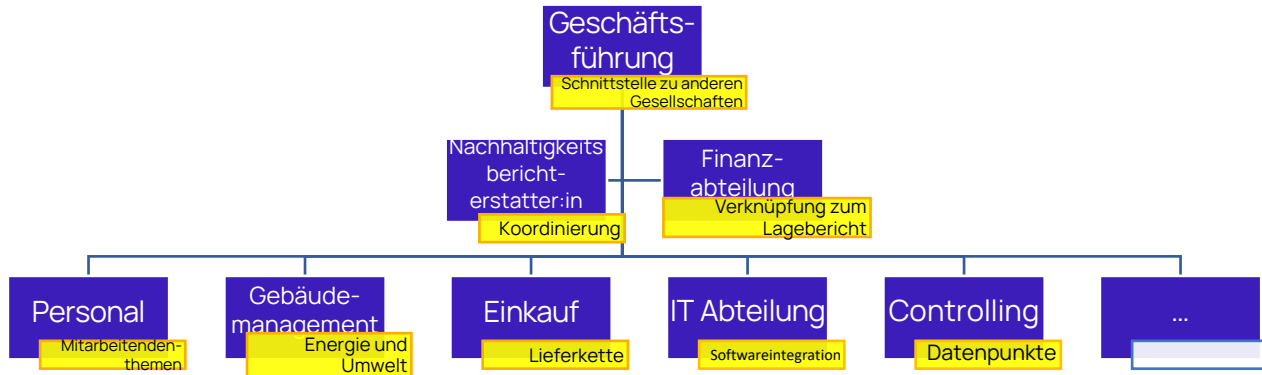 Geschäfts-
führung
Schnittstelle zu anderen
Gesellschaften
Nachhaltigkeits
bericht-
erstatter:in
Koordinierung
Finanz-
abteilung
Verknüpfung zum
Lagebericht
Personal
Mitarbeitenden-
themen
Gebäude-
management
Energie und
Umwelt
Einkauf
Lieferkette
IT Abteilung
Softwareintegration
Controlling
Datenpunkte
...